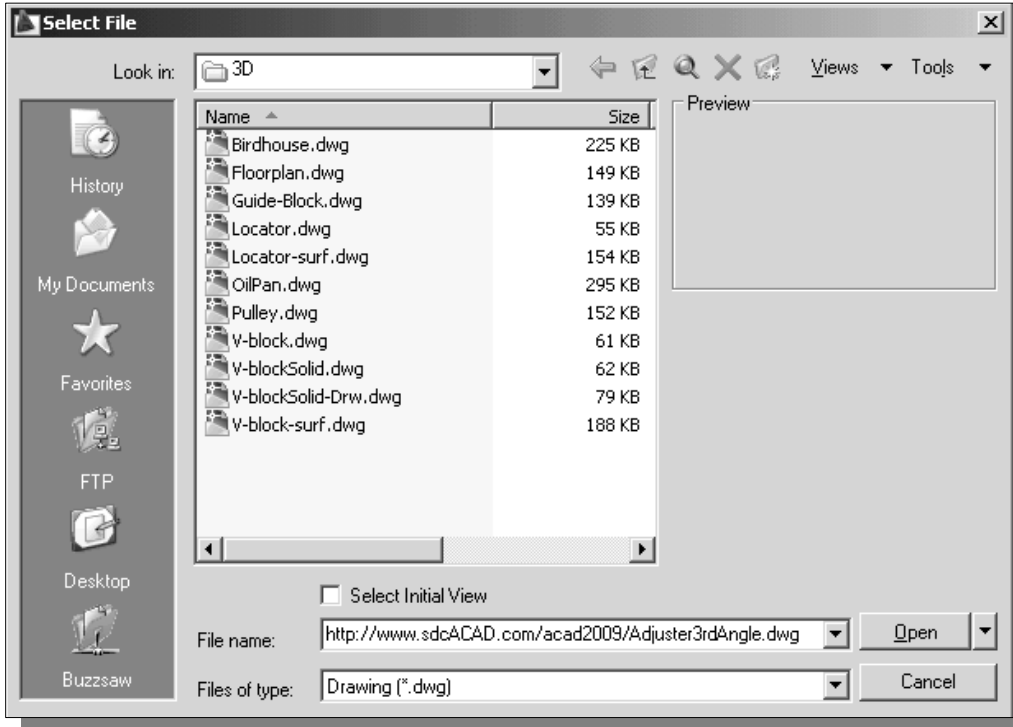 Select File
Look in: 3D Views Tools
Name Size Preview
Birdhouse.dwg 225 KB
Floorplan.dwg 149 KB
Guide-Block.dwg 139 KB
Locator.dwg 55 KB
Locator-surf.dwg 154 KB
OilPan.dwg 295 KB
Pulley.dwg 152 KB
V-block.dwg 61 KB
V-blockSolid.dwg 62 KB
V-blockSolid-Drw.dwg 79 KB
V-block-surf.dwg 188 KB
History
My Documents
Favorites
FTP
Desktop
Buzzsaw
Select Initial View
File name: http://www.sdcACAD.com/acad2009/Adjuster3rdAngle.dwg Open
Files of type: Drawing (*.dwg) Cancel